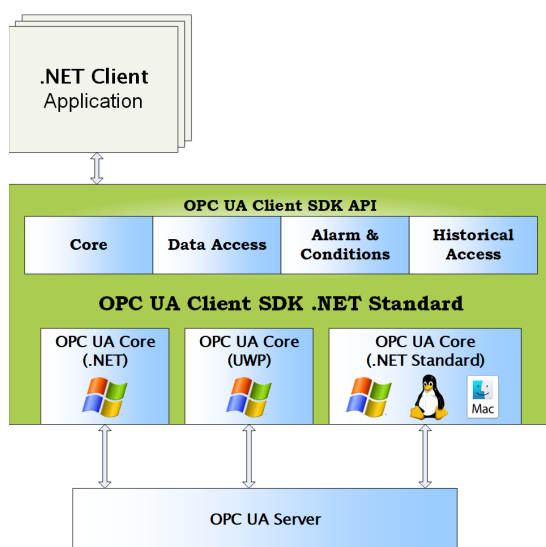 .NET Client
Application
OPC UA Client SDK API
Core
Data Access
Alarm &
Conditions
Historical
Access
OPC UA Client SDK .NET Standard
OPC UA Core
(.NET)
OPC UA Core
(UWP)
OPC UA Core
(.NET Standard)
Mac
OPC UA Server